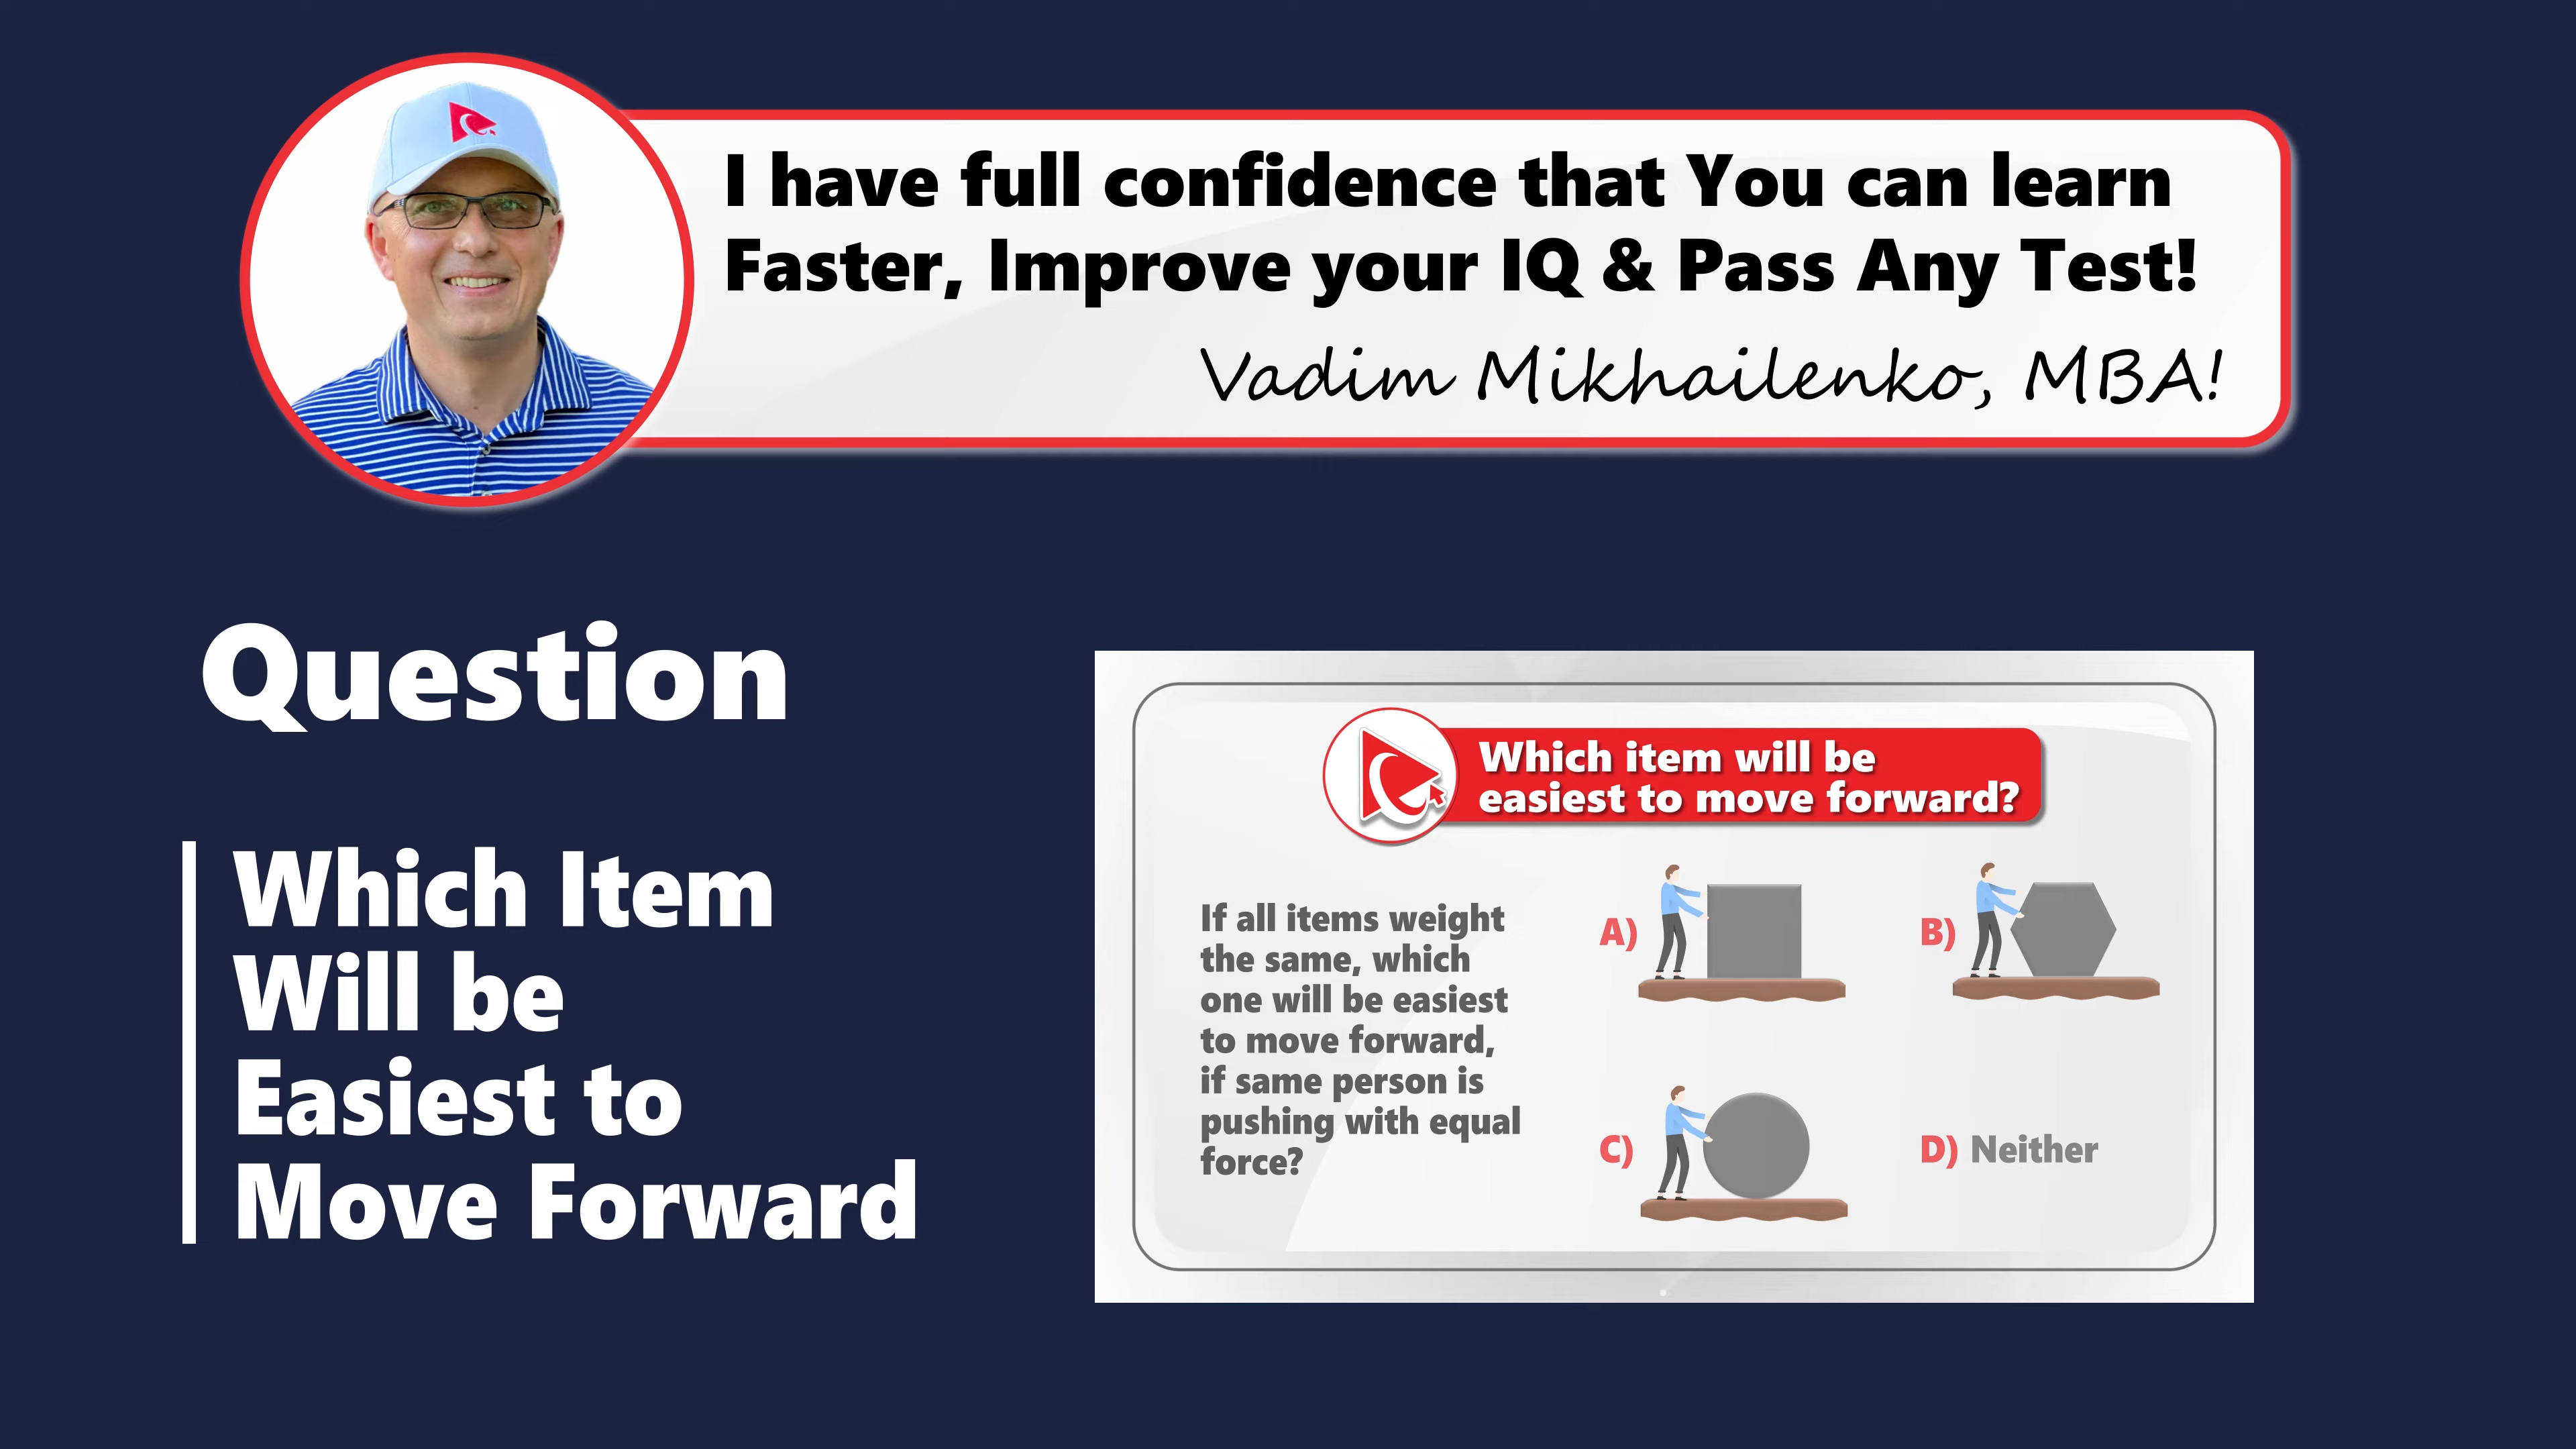 I have full confidence that You can learn
Faster, Improve your IQ & Pass Any Test!
Vadim Mikhailenko, MBA!
Question
Which Item
Will be
Easiest to
Move Forward
Which item will be
easiest to move forward?
If all items weight
the same, which
one will be easiest
to move forward,
if same person is
pushing with equal
force?
A)
B)
C)
D) Neither